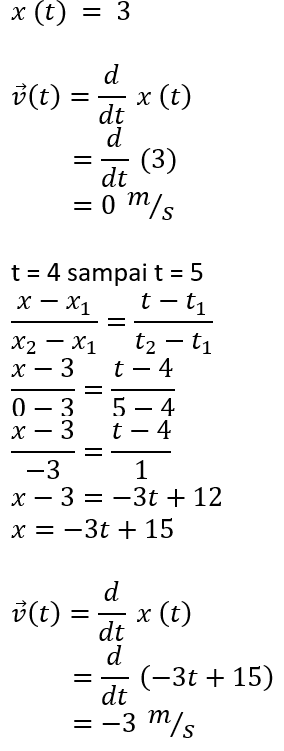 x (t) = 3
v⃗(t) = d/dt x (t)
= d/dt (3)
= 0 m/s
t = 4 sampai t = 5
(x − x₁)/(x₂ − x₁) = (t − t₁)/(t₂ − t₁)
(x − 3)/(0 − 3) = (t − 4)/(5 − 4)
(x − 3)/(−3) = (t − 4)/1
x − 3 = −3t + 12
x = −3t + 15
v⃗(t) = d/dt x (t)
= d/dt (−3t + 15)
= −3 m/s